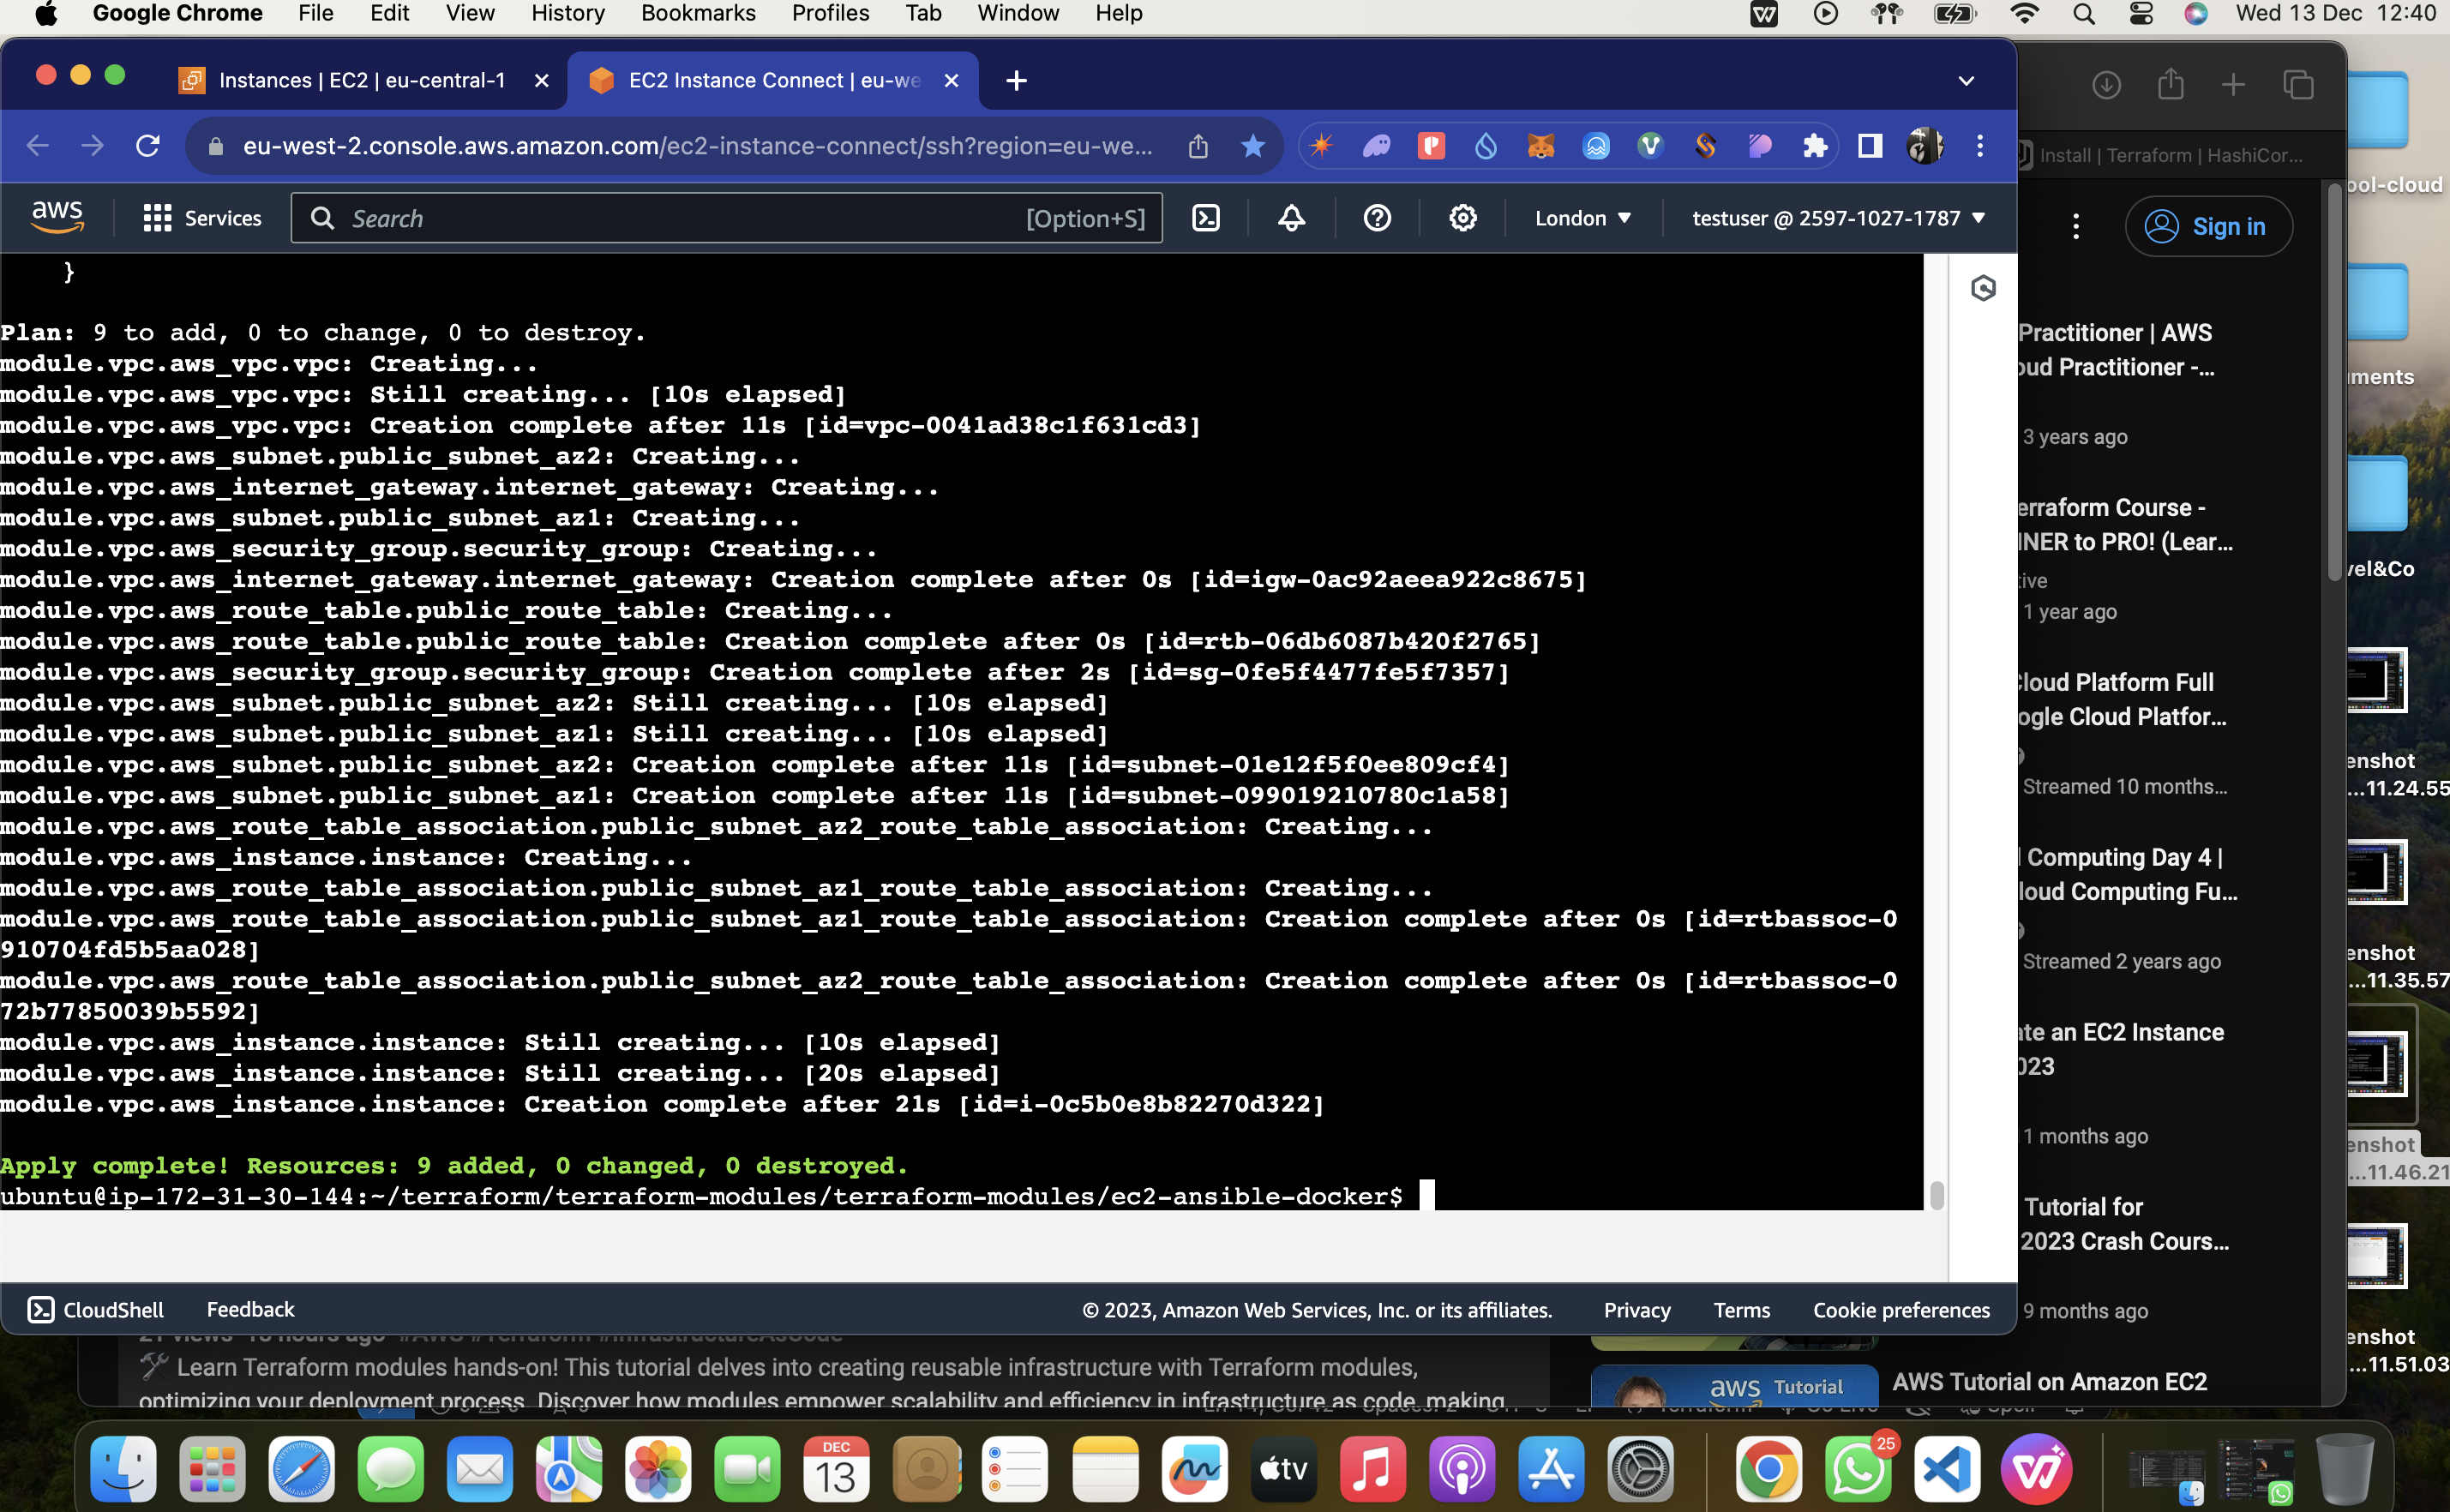 Google Chrome File Edit View History Bookmarks Profiles Tab Window Help Wed 13 Dec 12:40
Instances | EC2 | eu-central-1
EC2 Instance Connect | eu-we
eu-west-2.console.aws.amazon.com/ec2-instance-connect/ssh?region=eu-we...
aws Services Search [Option+S] London testuser @ 2597-1027-1787
}
Plan: 9 to add, 0 to change, 0 to destroy.
module.vpc.aws_vpc.vpc: Creating...
module.vpc.aws_vpc.vpc: Still creating... [10s elapsed]
module.vpc.aws_vpc.vpc: Creation complete after 11s [id=vpc-0041ad38c1f631cd3]
module.vpc.aws_subnet.public_subnet_az2: Creating...
module.vpc.aws_internet_gateway.internet_gateway: Creating...
module.vpc.aws_subnet.public_subnet_az1: Creating...
module.vpc.aws_security_group.security_group: Creating...
module.vpc.aws_internet_gateway.internet_gateway: Creation complete after 0s [id=igw-0ac92aeea922c8675]
module.vpc.aws_route_table.public_route_table: Creating...
module.vpc.aws_route_table.public_route_table: Creation complete after 0s [id=rtb-06db6087b420f2765]
module.vpc.aws_security_group.security_group: Creation complete after 2s [id=sg-0fe5f4477fe5f7357]
module.vpc.aws_subnet.public_subnet_az2: Still creating... [10s elapsed]
module.vpc.aws_subnet.public_subnet_az1: Still creating... [10s elapsed]
module.vpc.aws_subnet.public_subnet_az2: Creation complete after 11s [id=subnet-01e12f5f0ee809cf4]
module.vpc.aws_subnet.public_subnet_az1: Creation complete after 11s [id=subnet-099019210780c1a58]
module.vpc.aws_route_table_association.public_subnet_az2_route_table_association: Creating...
module.vpc.aws_instance.instance: Creating...
module.vpc.aws_route_table_association.public_subnet_az1_route_table_association: Creating...
module.vpc.aws_route_table_association.public_subnet_az1_route_table_association: Creation complete after 0s [id=rtbassoc-0
910704fd5b5aa028]
module.vpc.aws_route_table_association.public_subnet_az2_route_table_association: Creation complete after 0s [id=rtbassoc-0
72b77850039b5592]
module.vpc.aws_instance.instance: Still creating... [10s elapsed]
module.vpc.aws_instance.instance: Still creating... [20s elapsed]
module.vpc.aws_instance.instance: Creation complete after 21s [id=i-0c5b0e8b82270d322]
Apply complete! Resources: 9 added, 0 changed, 0 destroyed.
ubuntu@ip-172-31-30-144:~/terraform/terraform-modules/terraform-modules/ec2-ansible-docker$
CloudShell Feedback © 2023, Amazon Web Services, Inc. or its affiliates. Privacy Terms Cookie preferences
Install | Terraform | HashiCor...
Sign in
Practitioner | AWS
oud Practitioner -...
3 years ago
erraform Course -
NER to PRO! (Lear...
tive
1 year ago
Cloud Platform Full
ogle Cloud Platfor...
Streamed 10 months...
Computing Day 4 |
loud Computing Fu...
Streamed 2 years ago
ate an EC2 Instance
023
1 months ago
Tutorial for
2023 Crash Cours...
9 months ago
ool-cloud
uments
vel&Co
enshot
...11.24.55
enshot
...11.35.57
enshot
...11.46.21
enshot
...11.51.03
Learn Terraform modules hands-on! This tutorial delves into creating reusable infrastructure with Terraform modules,
optimizing your deployment process. Discover how modules empower scalability and efficiency in infrastructure as code, making
aws Tutorial
AWS Tutorial on Amazon EC2
DEC
13
tv
25